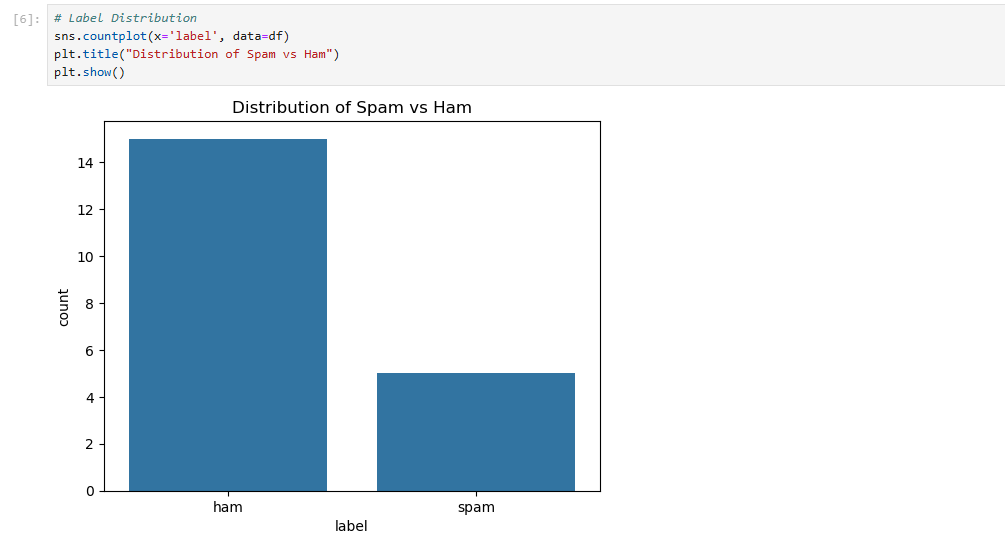 [6]:
# Label Distribution
sns.countplot(x='label', data=df)
plt.title("Distribution of Spam vs Ham")
plt.show()
Distribution of Spam vs Ham
14
12
10
8
6
4
2
0
count
ham spam
label